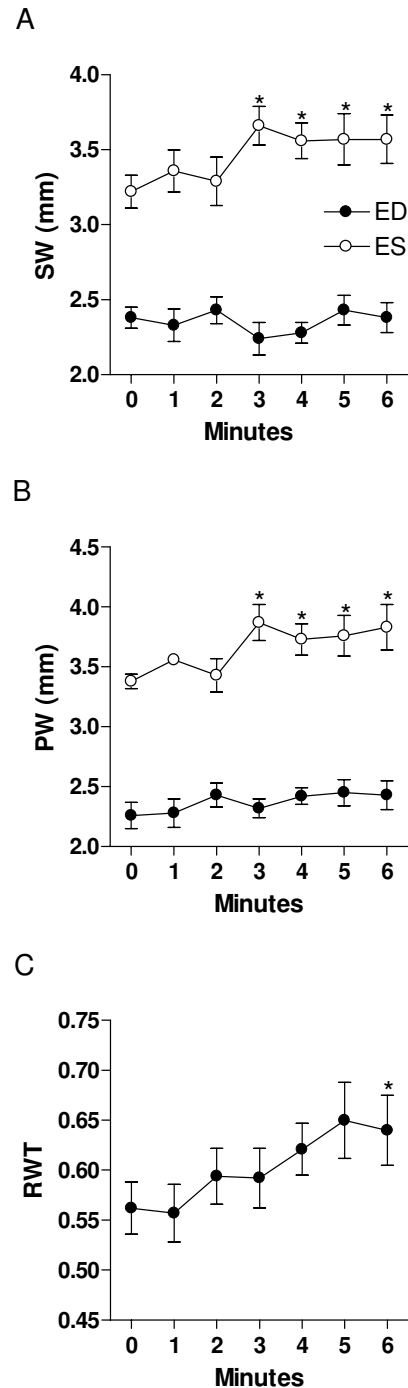 A
SW (mm)
4.0
3.5
3.0
2.5
2.0
* * * *
ED
ES
0 1 2 3 4 5 6
Minutes
B
PW (mm)
4.5
4.0
3.5
3.0
2.5
2.0
* * * *
0 1 2 3 4 5 6
Minutes
C
RWT
0.75
0.70
0.65
0.60
0.55
0.50
0.45
*
0 1 2 3 4 5 6
Minutes